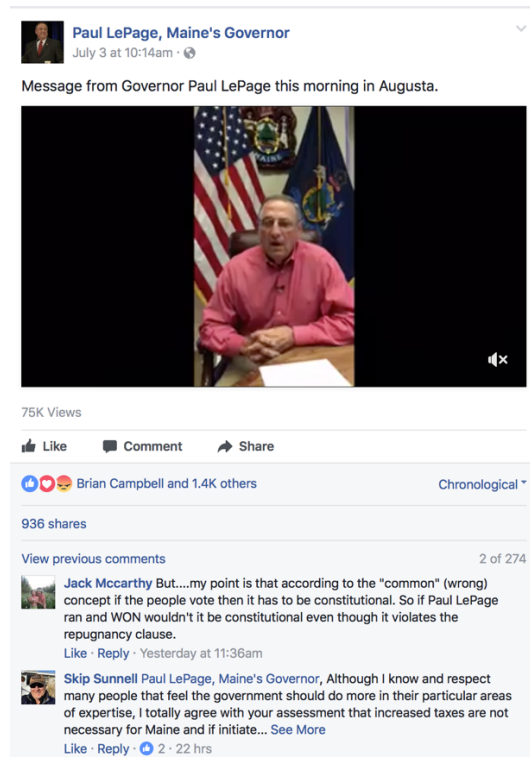 Paul LePage, Maine's Governor
July 3 at 10:14am ·
Message from Governor Paul LePage this morning in Augusta.
MAINE
75K Views
Like Comment Share
Brian Campbell and 1.4K others Chronological
936 shares
View previous comments 2 of 274
Jack Mccarthy But....my point is that according to the "common" (wrong)
concept if the people vote then it has to be constitutional. So if Paul LePage
ran and WON wouldn't it be constitutional even though it violates the
repugnancy clause.
Like · Reply · Yesterday at 11:36am
Skip Sunnell Paul LePage, Maine's Governor, Although I know and respect
many people that feel the government should do more in their particular areas
of expertise, I totally agree with your assessment that increased taxes are not
necessary for Maine and if initiate... See More
Like · Reply · 2 · 22 hrs